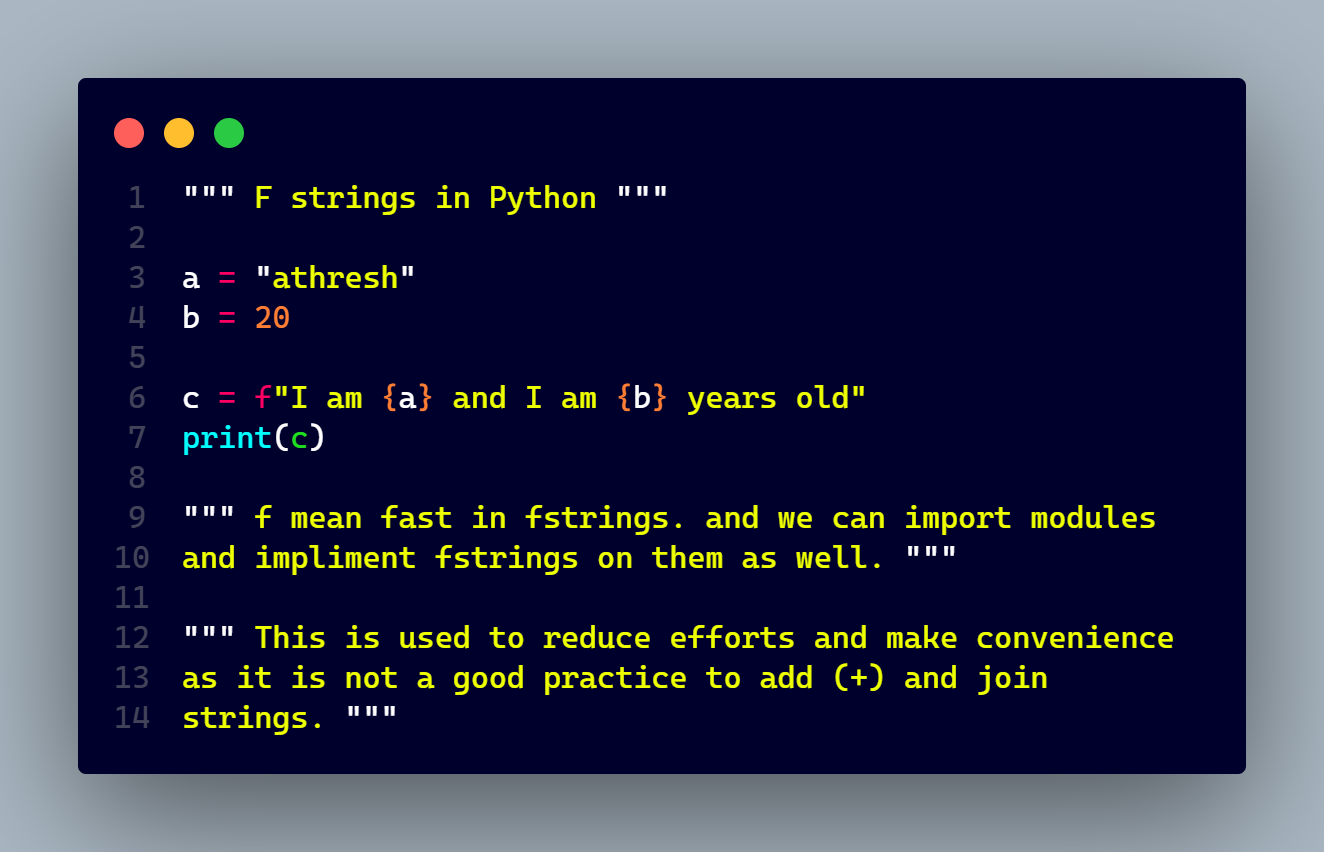 1 """ F strings in Python """
2
3 a = "athresh"
4 b = 20
5
6 c = f"I am {a} and I am {b} years old"
7 print(c)
8
9 """ f mean fast in fstrings. and we can import modules
10 and impliment fstrings on them as well. """
11
12 """ This is used to reduce efforts and make convenience
13 as it is not a good practice to add (+) and join
14 strings. """